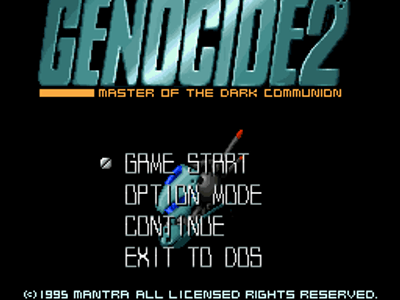 GENOCIDE2
MASTER OF THE DARK COMMUNION
GAME START
OPTION MODE
CONTINUE
EXIT TO DOS
(c)1995 MANTRA ALL LICENSED RIGHTS RESERVED.